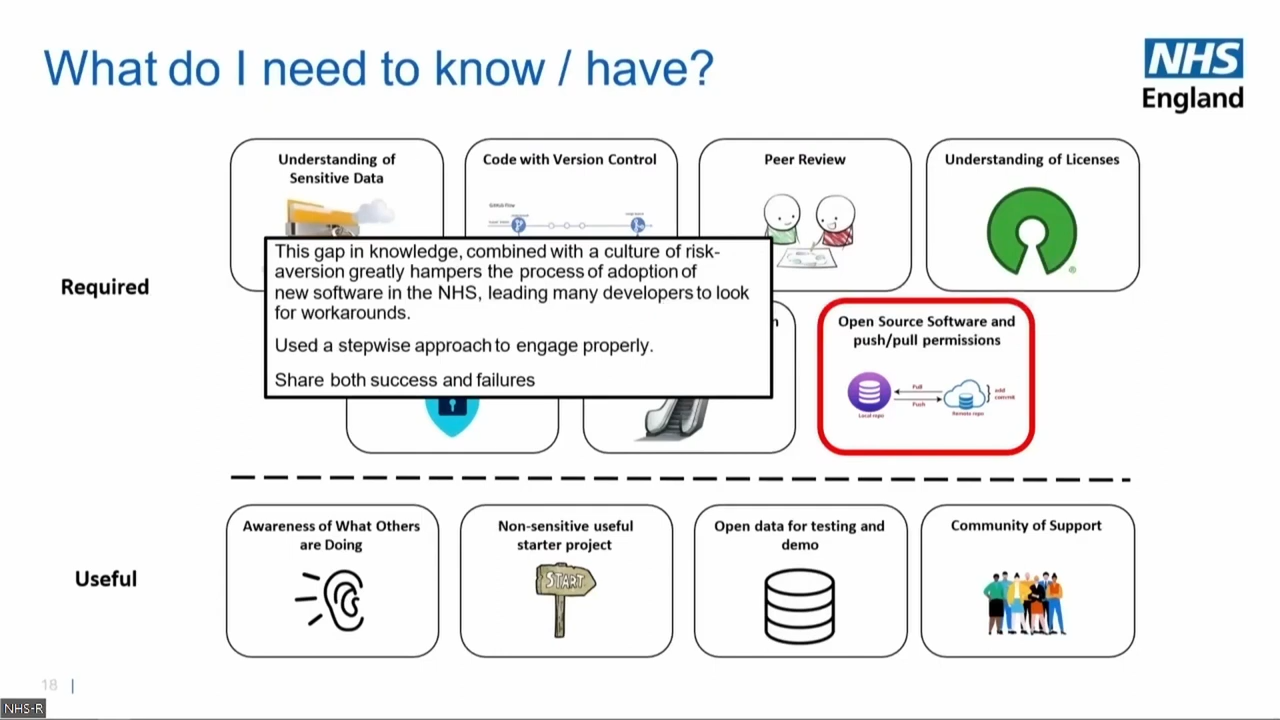 What do I need to know / have?
NHS
England
Understanding of
Sensitive Data
Code with Version Control
GitHub Flow
Peer Review
Understanding of Licenses
®
Required
This gap in knowledge, combined with a culture of risk-
aversion greatly hampers the process of adoption of
new software in the NHS, leading many developers to look
for workarounds.
Used a stepwise approach to engage properly.
Share both success and failures
Open Source Software and
push/pull permissions
Pull
Push
add
commit
Local repo
Remote repo
Useful
Awareness of What Others
are Doing
Non-sensitive useful
starter project
START
Open data for testing and
demo
Community of Support
18
NHS-R